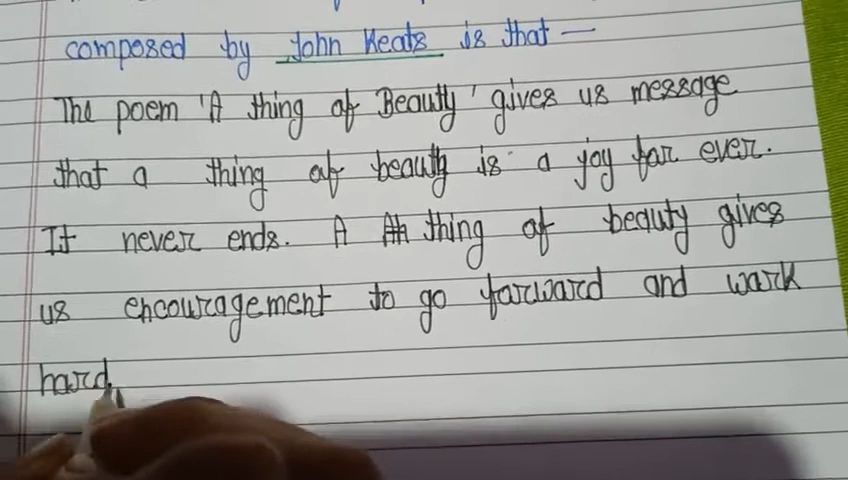 composed by John Keats is that —
The poem 'A thing of Beauty' gives us message
that a thing of beauty is a joy for ever.
It never ends. A thing of beauty gives
us encouragement to go forward and work
hard.